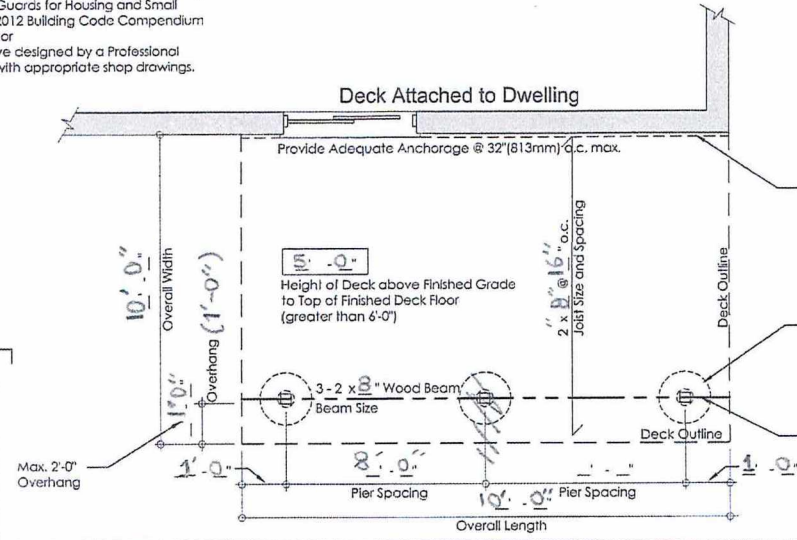 Guards for Housing and Small
2012 Building Code Compendium
or
ve designed by a Professional
with appropriate shop drawings.
Deck Attached to Dwelling
Provide Adequate Anchorage @ 32"(813mm) o.c. max.
10'-0"
Overall Width
Overhang (1'-0")
1'-0"
5'-0"
Height of Deck above Finished Grade
to Top of Finished Deck Floor
(greater than 6'-0")
2 x 8" @ 16" o.c.
Joist Size and Spacing
Deck Outline
3 - 2 x 8" Wood Beam
Beam Size
Deck Outline
Max. 2'-0"
Overhang
1'-0"
8'-0"
Pier Spacing
'-"
Pier Spacing
1'-0"
10'-0"
Overall Length